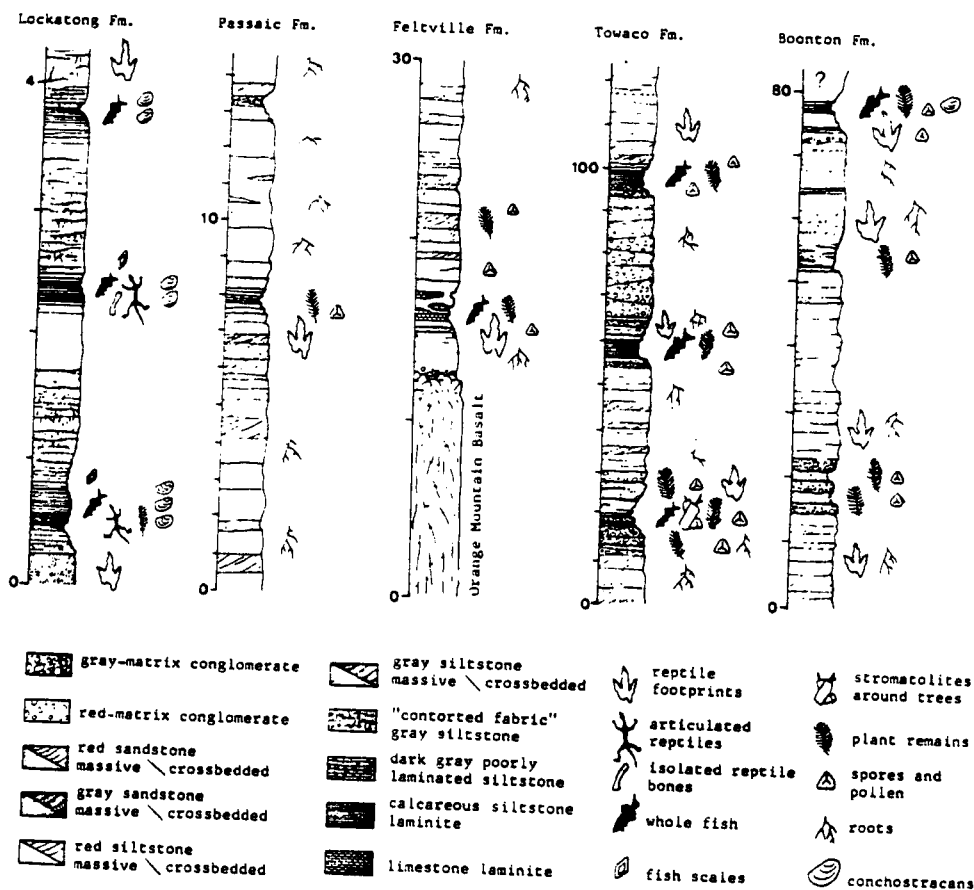 Lockatong Fm.
Passaic Fm.
Feltville Fm.
Towaco Fm.
Boonton Fm.
4
0
10
0
30
0
Orange Mountain Basalt
100
0
80
?
0
gray-matrix conglomerate
red-matrix conglomerate
red sandstone
massive \ crossbedded
gray sandstone
massive \ crossbedded
red siltstone
massive \ crossbedded
gray siltstone
massive \ crossbedded
"contorted fabric"
gray siltstone
dark gray poorly
laminated siltstone
calcareous siltstone
laminite
limestone laminite
reptile
footprints
articulated
reptiles
isolated reptile
bones
whole fish
fish scales
stromatolites
around trees
plant remains
spores and
pollen
roots
conchostracans